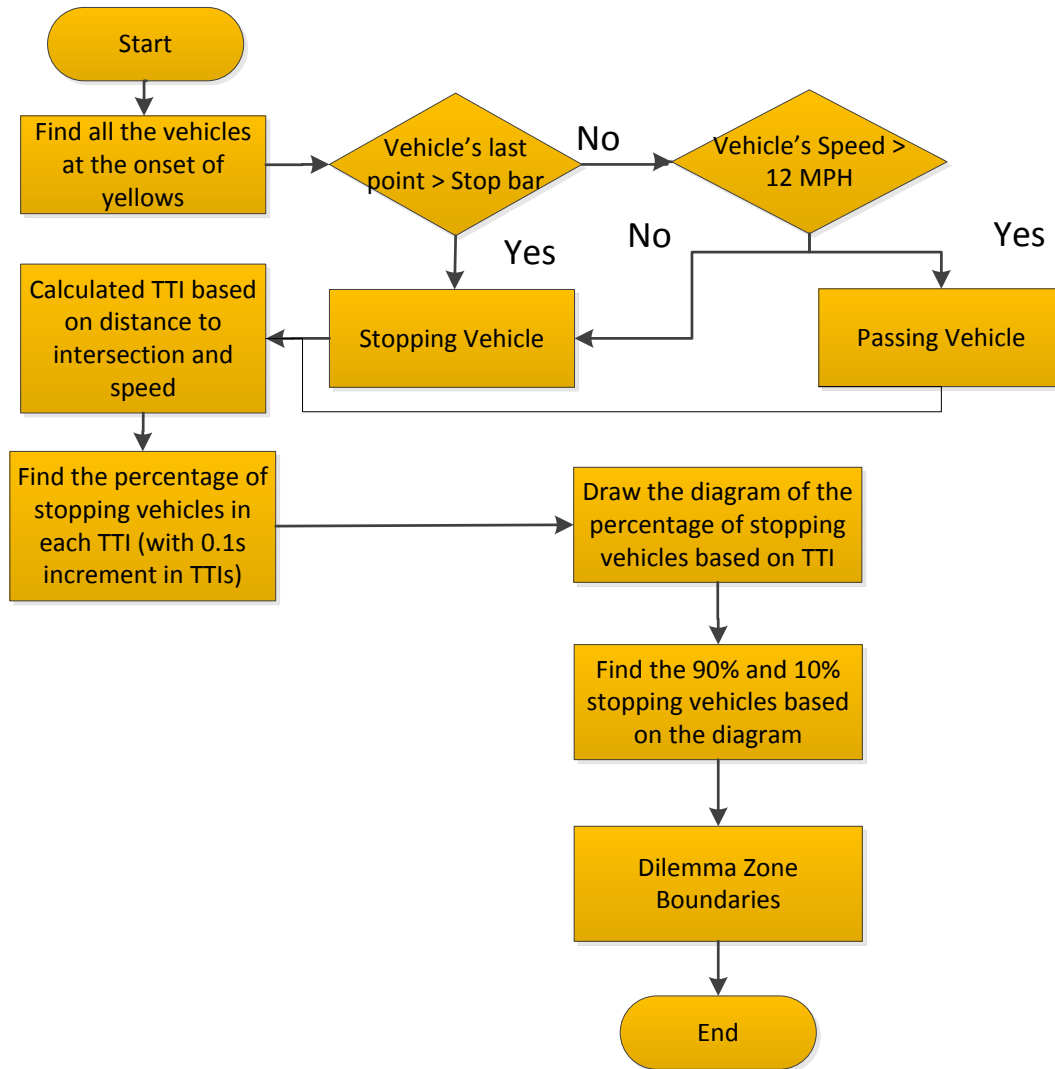 Start
Find all the vehicles
at the onset of
yellows
Vehicle's last
point > Stop bar
No
Vehicle's Speed >
12 MPH
Yes
No
Yes
Stopping Vehicle
Passing Vehicle
Calculated TTI based
on distance to
intersection and
speed
Find the percentage of
stopping vehicles in
each TTI (with 0.1s
increment in TTIs)
Draw the diagram of the
percentage of stopping
vehicles based on TTI
Find the 90% and 10%
stopping vehicles based
on the diagram
Dilemma Zone
Boundaries
End